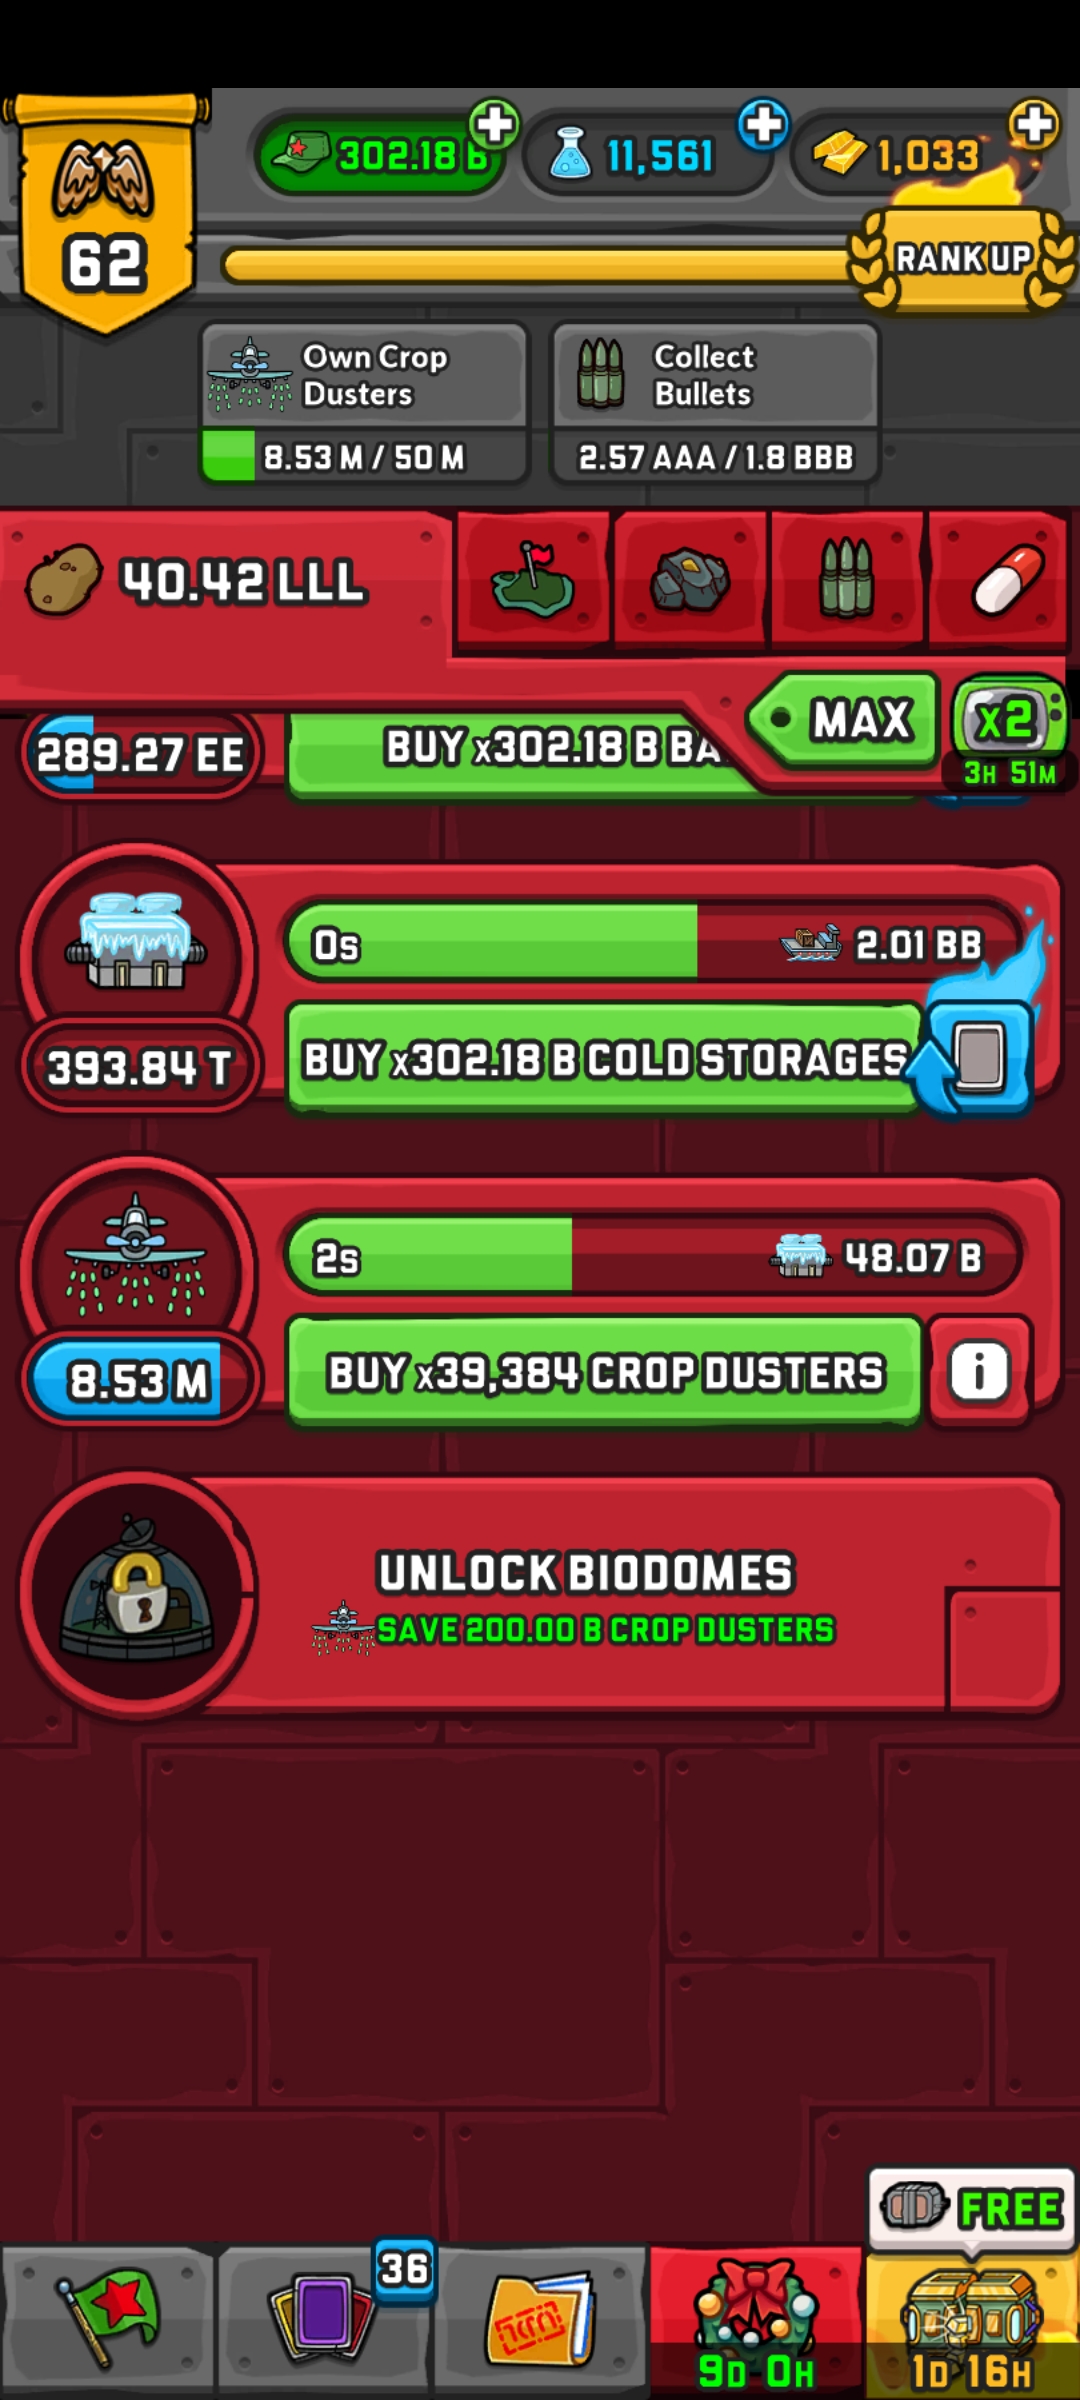 302.18 B
11,561
1,033
62
RANK UP
Own Crop
Dusters
8.53 M / 50 M
Collect
Bullets
2.57 AAA / 1.8 BBB
40.42 LLL
MAX
x2
3H 51M
289.27 EE
BUY x302.18 B BA
0s
2.01 BB
393.84 T
BUY x302.18 B COLD STORAGES
2s
48.07 B
8.53 M
BUY x39,384 CROP DUSTERS
i
UNLOCK BIODOMES
SAVE 200.00 B CROP DUSTERS
FREE
36
9D 0H
1D 16H